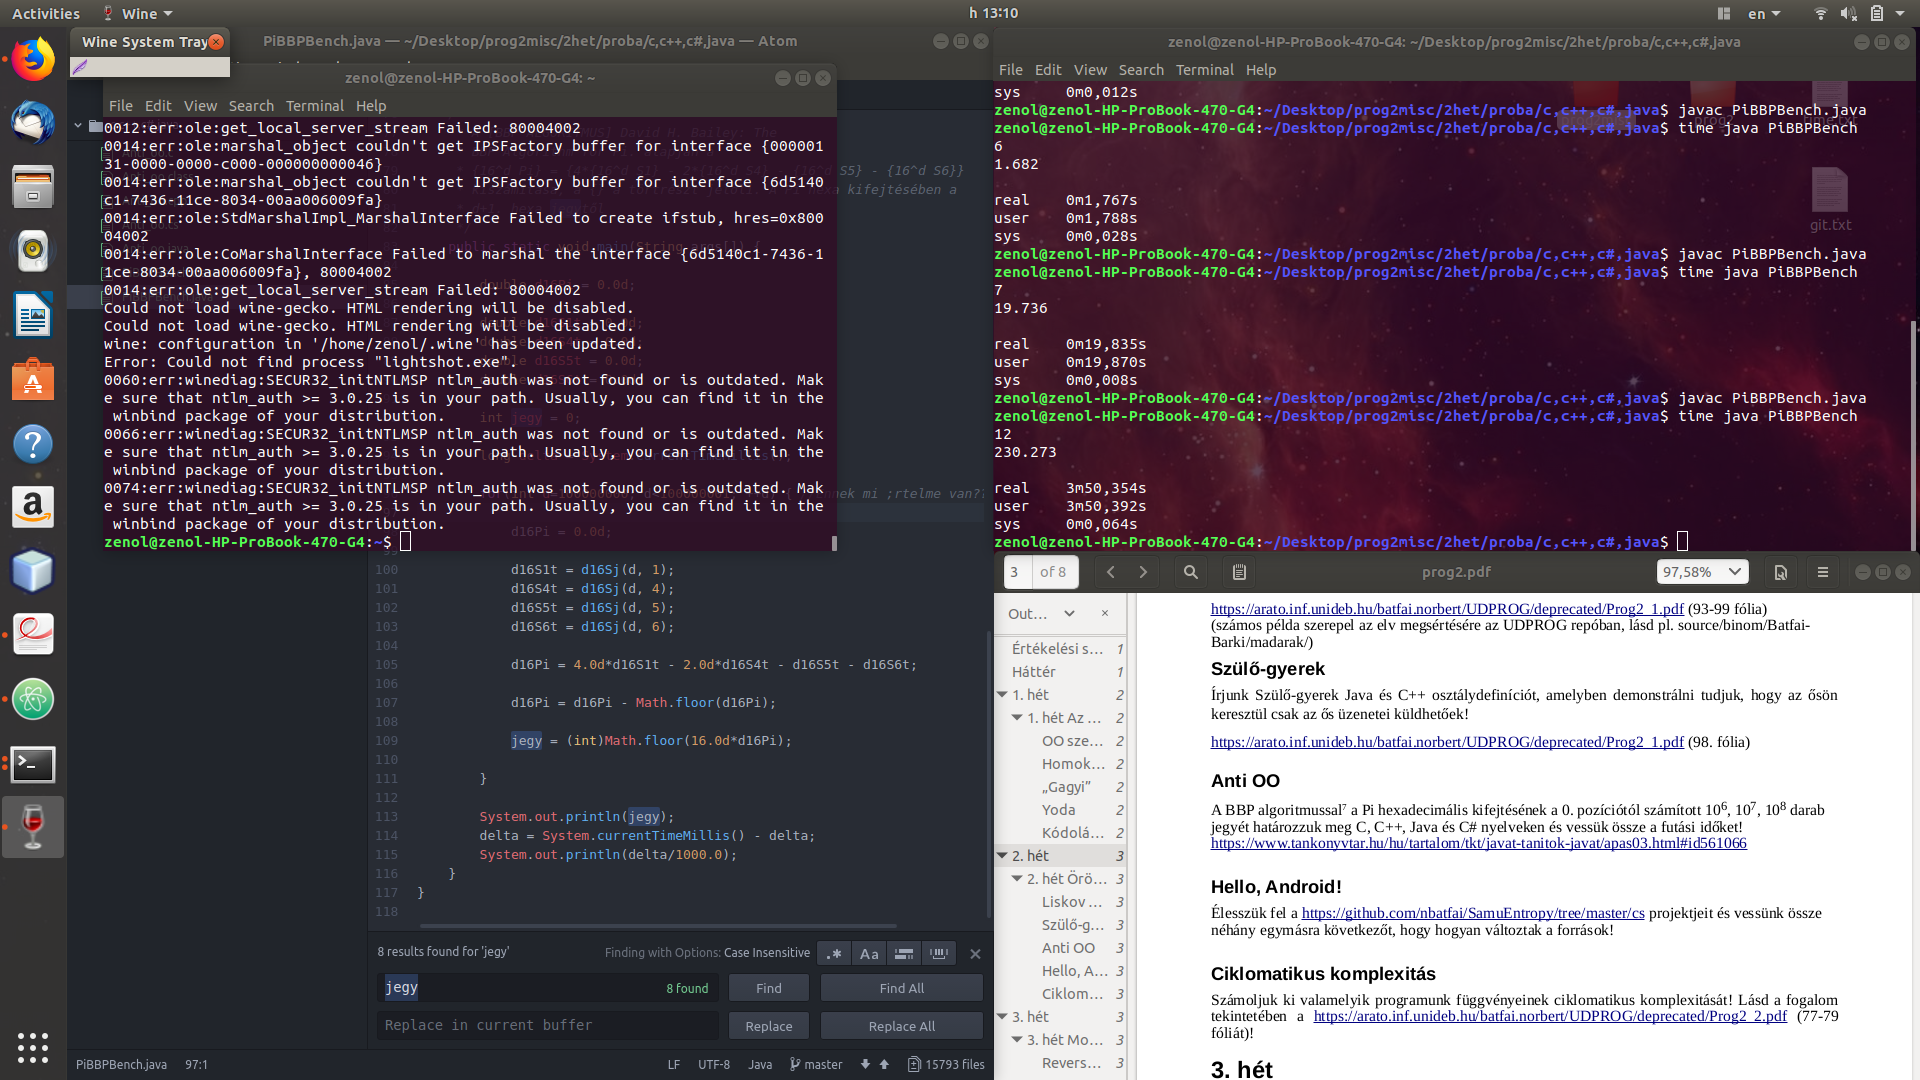 Activities
Wine
h 13:10
en
Wine System Tray
PiBBPBench.java — ~/Desktop/prog2misc/2het/proba/c,c++,c#,java — Atom
zenol@zenol-HP-ProBook-470-G4: ~
File Edit View Search Terminal Help
0012:err:ole:get_local_server_stream Failed: 80004002
0014:err:ole:marshal_object couldn't get IPSFactory buffer for interface {000001
31-0000-0000-c000-000000000046}
0014:err:ole:marshal_object couldn't get IPSFactory buffer for interface {6d5140
c1-7436-11ce-8034-00aa006009fa}
0014:err:ole:StdMarshalImpl_MarshalInterface Failed to create ifstub, hres=0x800
04002
0014:err:ole:CoMarshalInterface Failed to marshal the interface {6d5140c1-7436-1
1ce-8034-00aa006009fa}, 80004002
0014:err:ole:get_local_server_stream Failed: 80004002
Could not load wine-gecko. HTML rendering will be disabled.
Could not load wine-gecko. HTML rendering will be disabled.
wine: configuration in '/home/zenol/.wine' has been updated.
Error: Could not find process "lightshot.exe".
0060:err:winediag:SECUR32_initNTLMSP ntlm_auth was not found or is outdated. Mak
e sure that ntlm_auth >= 3.0.25 is in your path. Usually, you can find it in the
winbind package of your distribution.
0066:err:winediag:SECUR32_initNTLMSP ntlm_auth was not found or is outdated. Mak
e sure that ntlm_auth >= 3.0.25 is in your path. Usually, you can find it in the
winbind package of your distribution.
0074:err:winediag:SECUR32_initNTLMSP ntlm_auth was not found or is outdated. Mak
e sure that ntlm_auth >= 3.0.25 is in your path. Usually, you can find it in the
winbind package of your distribution.
zenol@zenol-HP-ProBook-470-G4:~$
100 d16S1t = d16Sj(d, 1);
101 d16S4t = d16Sj(d, 4);
102 d16S5t = d16Sj(d, 5);
103 d16S6t = d16Sj(d, 6);
104
105 d16Pi = 4.0d*d16S1t - 2.0d*d16S4t - d16S5t - d16S6t;
106
107 d16Pi = d16Pi - Math.floor(d16Pi);
108
109 jegy = (int)Math.floor(16.0d*d16Pi);
110
111 }
112
113 System.out.println(jegy);
114 delta = System.currentTimeMillis() - delta;
115 System.out.println(delta/1000.0);
116 }
117 }
118
8 results found for 'jegy'
Finding with Options: Case Insensitive
.* Aa
jegy
8 found
Find
Find All
Replace in current buffer
Replace
Replace All
PiBBPBench.java 97:1
LF UTF-8 Java master 15793 files
zenol@zenol-HP-ProBook-470-G4: ~/Desktop/prog2misc/2het/proba/c,c++,c#,java
File Edit View Search Terminal Help
sys 0m0,012s
zenol@zenol-HP-ProBook-470-G4:~/Desktop/prog2misc/2het/proba/c,c++,c#,java$ javac PiBBPBench.java
zenol@zenol-HP-ProBook-470-G4:~/Desktop/prog2misc/2het/proba/c,c++,c#,java$ time java PiBBPBench
6
1.682
real 0m1,767s
user 0m1,788s
sys 0m0,028s
zenol@zenol-HP-ProBook-470-G4:~/Desktop/prog2misc/2het/proba/c,c++,c#,java$ javac PiBBPBench.java
zenol@zenol-HP-ProBook-470-G4:~/Desktop/prog2misc/2het/proba/c,c++,c#,java$ time java PiBBPBench
7
19.736
real 0m19,835s
user 0m19,870s
sys 0m0,008s
zenol@zenol-HP-ProBook-470-G4:~/Desktop/prog2misc/2het/proba/c,c++,c#,java$ javac PiBBPBench.java
zenol@zenol-HP-ProBook-470-G4:~/Desktop/prog2misc/2het/proba/c,c++,c#,java$ time java PiBBPBench
12
230.273
real 3m50,354s
user 3m50,392s
sys 0m0,064s
zenol@zenol-HP-ProBook-470-G4:~/Desktop/prog2misc/2het/proba/c,c++,c#,java$
git.txt
3 of 8
prog2.pdf
97,58%
Out...
Értékelési s... 1
Háttér 1
1. hét 2
1. hét Az ... 2
OO sze... 2
Homok... 2
„Gagyi” 2
Yoda 2
Kódolá... 2
2. hét 3
2. hét Örö... 3
Liskov ... 3
Szülő-g... 3
Anti OO 3
Hello, A... 3
Ciklom... 3
3. hét 3
3. hét Mo... 3
Revers... 3
https://arato.inf.unideb.hu/batfai.norbert/UDPROG/deprecated/Prog2_1.pdf (93-99 fólia)
(számos példa szerepel az elv megsértésére az UDPROG repóban, lásd pl. source/binom/Batfai-
Barki/madarak/)
Szülő-gyerek
Írjunk Szülő-gyerek Java és C++ osztálydefiníciót, amelyben demonstrálni tudjuk, hogy az ősön
keresztül csak az ős üzenetei küldhetőek!
https://arato.inf.unideb.hu/batfai.norbert/UDPROG/deprecated/Prog2_1.pdf (98. fólia)
Anti OO
A BBP algoritmussal⁷ a Pi hexadecimális kifejtésének a 0. pozíciótól számított 10⁶, 10⁷, 10⁸ darab
jegyét határozzuk meg C, C++, Java és C# nyelveken és vessük össze a futási időket!
https://www.tankonyvtar.hu/hu/tartalom/tkt/javat-tanitok-javat/apas03.html#id561066
Hello, Android!
Élesszük fel a https://github.com/nbatfai/SamuEntropy/tree/master/cs projektjeit és vessünk össze
néhány egymásra következőt, hogy hogyan változtak a források!
Ciklomatikus komplexitás
Számoljuk ki valamelyik programunk függvényeinek ciklomatikus komplexitását! Lásd a fogalom
tekintetében a https://arato.inf.unideb.hu/batfai.norbert/UDPROG/deprecated/Prog2_2.pdf (77-79
fóliát)!
3. hét